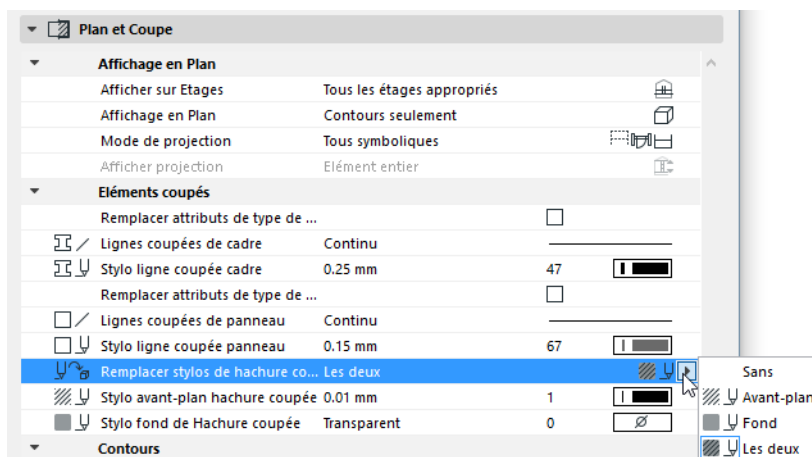 Plan et Coupe
Affichage en Plan
Afficher sur Etages Tous les étages appropriés
Affichage en Plan Contours seulement
Mode de projection Tous symboliques
Afficher projection Elément entier
Eléments coupés
Remplacer attributs de type de ...
Lignes coupées de cadre Continu
Stylo ligne coupée cadre 0.25 mm 47
Remplacer attributs de type de ...
Lignes coupées de panneau Continu
Stylo ligne coupée panneau 0.15 mm 67
Remplacer stylos de hachure co... Les deux Sans
Stylo avant-plan hachure coupée 0.01 mm 1 Avant-plan
Stylo fond de Hachure coupée Transparent 0 Fond
Contours Les deux